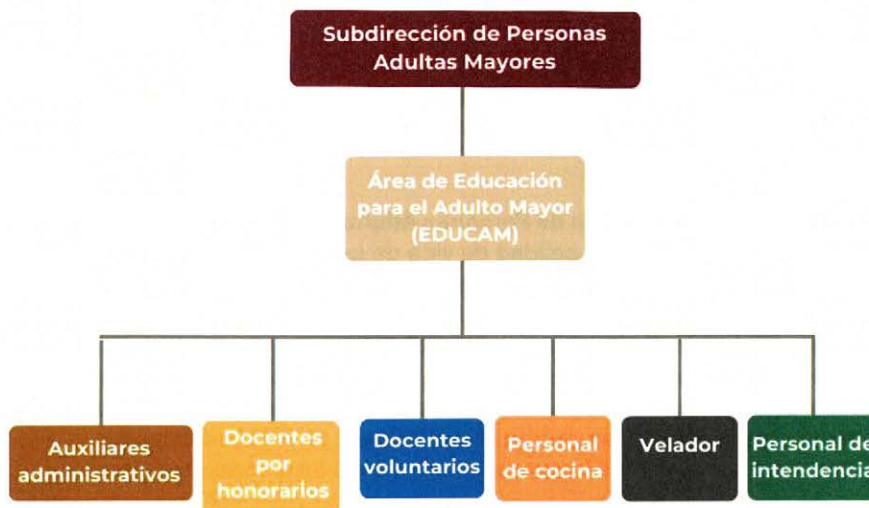 Subdirección de Personas
Adultas Mayores
Área de Educación
para el Adulto Mayor
(EDUCAM)
Auxiliares
administrativos
Docentes
por
honorarios
Docentes
voluntarios
Personal
de cocina
Velador
Personal de
intendencia